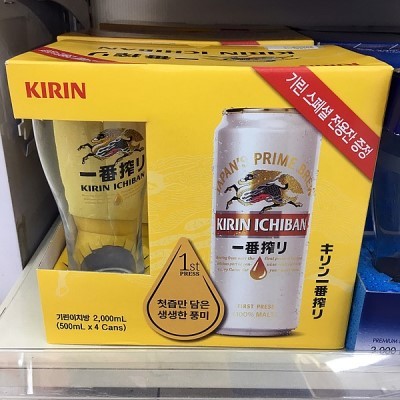 KIRIN
기린 스페셜 전용잔 증정
一番搾り
KIRIN ICHIBAN
JAPAN'S PRIME BREW
KIRIN ICHIBAN
一番搾り
FIRST PRESS
100% MALT
1st
PRESS
첫즙만 담은
생생한 풍미
キリン一番搾り
기린이치방 2,000mL
(500mL x 4 Cans)
PREMIUM